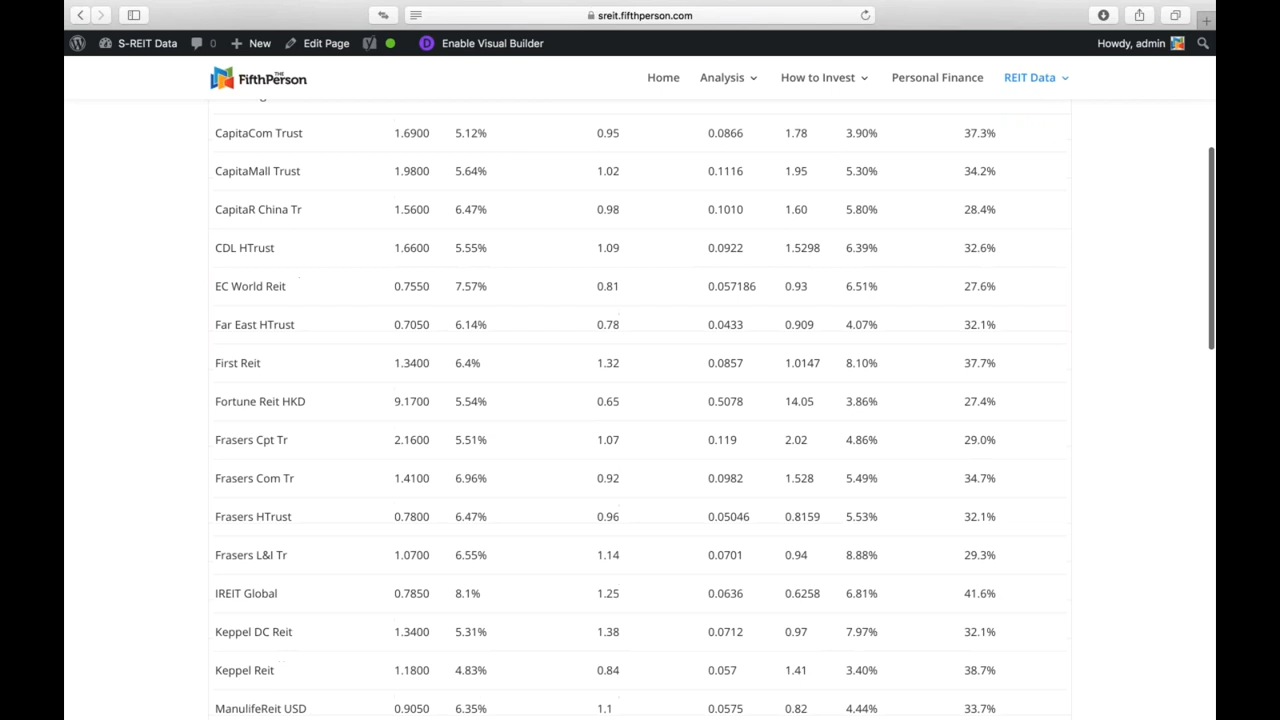 sreit.fifthperson.com
S-REIT Data 0 New Edit Page Enable Visual Builder Howdy, admin
THE FifthPerson Home Analysis How to Invest Personal Finance REIT Data
CapitaCom Trust 1.6900 5.12% 0.95 0.0866 1.78 3.90% 37.3%
CapitaMall Trust 1.9800 5.64% 1.02 0.1116 1.95 5.30% 34.2%
CapitaR China Tr 1.5600 6.47% 0.98 0.1010 1.60 5.80% 28.4%
CDL HTrust 1.6600 5.55% 1.09 0.0922 1.5298 6.39% 32.6%
EC World Reit 0.7550 7.57% 0.81 0.057186 0.93 6.51% 27.6%
Far East HTrust 0.7050 6.14% 0.78 0.0433 0.909 4.07% 32.1%
First Reit 1.3400 6.4% 1.32 0.0857 1.0147 8.10% 37.7%
Fortune Reit HKD 9.1700 5.54% 0.65 0.5078 14.05 3.86% 27.4%
Frasers Cpt Tr 2.1600 5.51% 1.07 0.119 2.02 4.86% 29.0%
Frasers Com Tr 1.4100 6.96% 0.92 0.0982 1.528 5.49% 34.7%
Frasers HTrust 0.7800 6.47% 0.96 0.05046 0.8159 5.53% 32.1%
Frasers L&I Tr 1.0700 6.55% 1.14 0.0701 0.94 8.88% 29.3%
IREIT Global 0.7850 8.1% 1.25 0.0636 0.6258 6.81% 41.6%
Keppel DC Reit 1.3400 5.31% 1.38 0.0712 0.97 7.97% 32.1%
Keppel Reit 1.1800 4.83% 0.84 0.057 1.41 3.40% 38.7%
ManulifeReit USD 0.9050 6.35% 1.1 0.0575 0.82 4.44% 33.7%